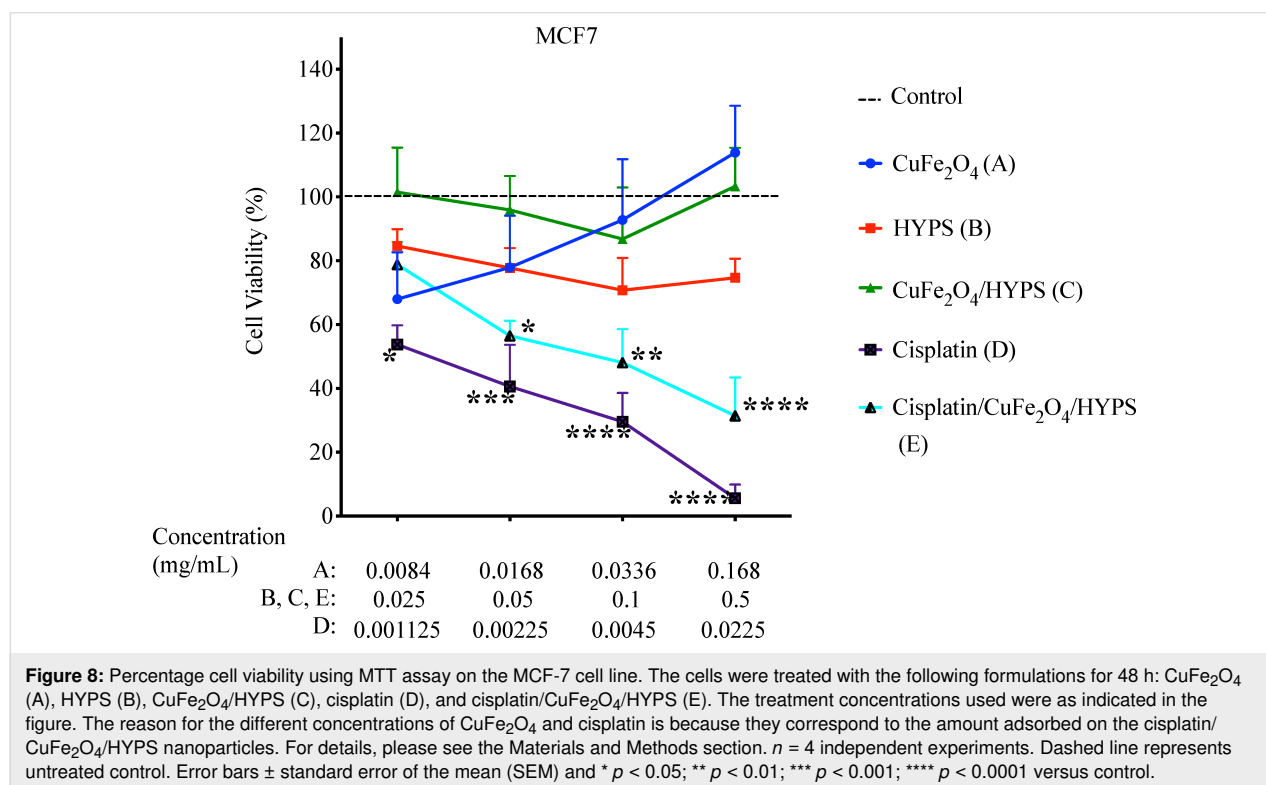 MCF7
140
120
100
80
60
40
20
0
Cell Viability (%)
*
***
****
****
*
**
****
Control
CuFe₂O₄ (A)
HYPS (B)
CuFe₂O₄/HYPS (C)
Cisplatin (D)
Cisplatin/CuFe₂O₄/HYPS
(E)
Concentration
(mg/mL)
A: 0.0084 0.0168 0.0336 0.168
B, C, E: 0.025 0.05 0.1 0.5
D: 0.001125 0.00225 0.0045 0.0225
Figure 8: Percentage cell viability using MTT assay on the MCF-7 cell line. The cells were treated with the following formulations for 48 h: CuFe₂O₄
(A), HYPS (B), CuFe₂O₄/HYPS (C), cisplatin (D), and cisplatin/CuFe₂O₄/HYPS (E). The treatment concentrations used were as indicated in the
figure. The reason for the different concentrations of CuFe₂O₄ and cisplatin is because they correspond to the amount adsorbed on the cisplatin/
CuFe₂O₄/HYPS nanoparticles. For details, please see the Materials and Methods section. n = 4 independent experiments. Dashed line represents
untreated control. Error bars ± standard error of the mean (SEM) and * p < 0.05; ** p < 0.01; *** p < 0.001; **** p < 0.0001 versus control.